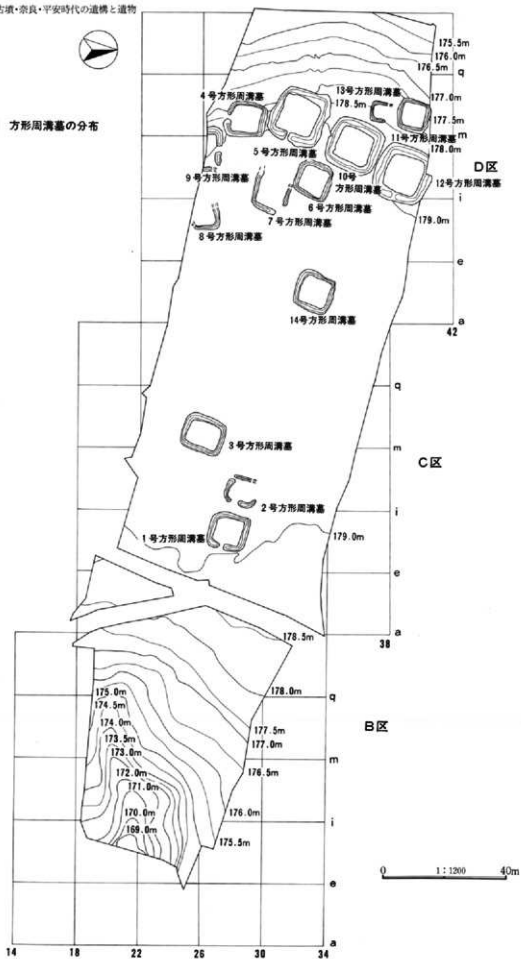 古墳・奈良・平安時代の遺構と遺物
方形周溝墓の分布
175.5m
176.0m
176.5m
q
177.0m
13号方形周溝墓
178.5m
4号方形周溝墓
177.5m
11号方形周溝墓
m
178.0m
5号方形周溝墓
10号
方形周溝墓
D区
9号方形周溝墓
12号方形周溝墓
6号方形周溝墓
i
7号方形周溝墓
8号方形周溝墓
179.0m
e
14号方形周溝墓
a
42
q
3号方形周溝墓
m
C区
2号方形周溝墓
i
1号方形周溝墓
179.0m
e
a
38
178.5m
175.0m
178.0m
q
174.5m
174.0m
177.5m
B区
173.5m
177.0m
173.0m
176.5m
m
172.0m
171.0m
170.0m
176.0m
169.0m
175.5m
i
0 1:1200 40m
e
a
14 18 22 26 30 34